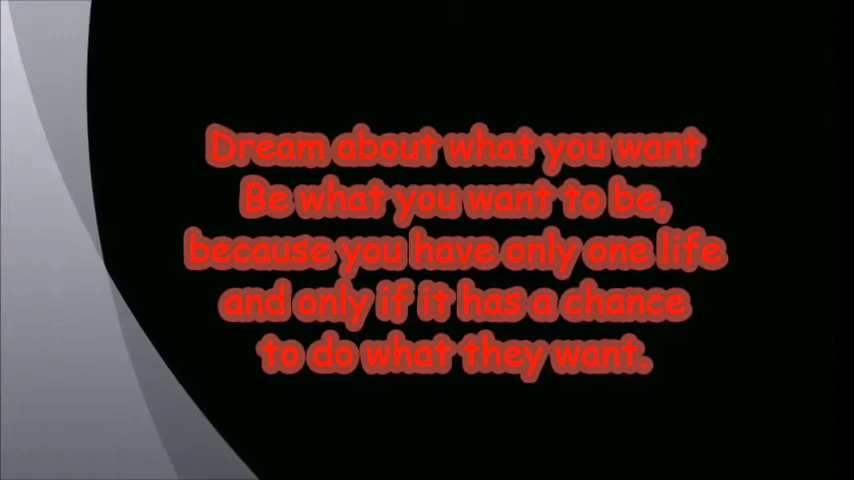 Dream about what you want
Be what you want to be,
because you have only one life
and only if it has a chance
to do what they want.